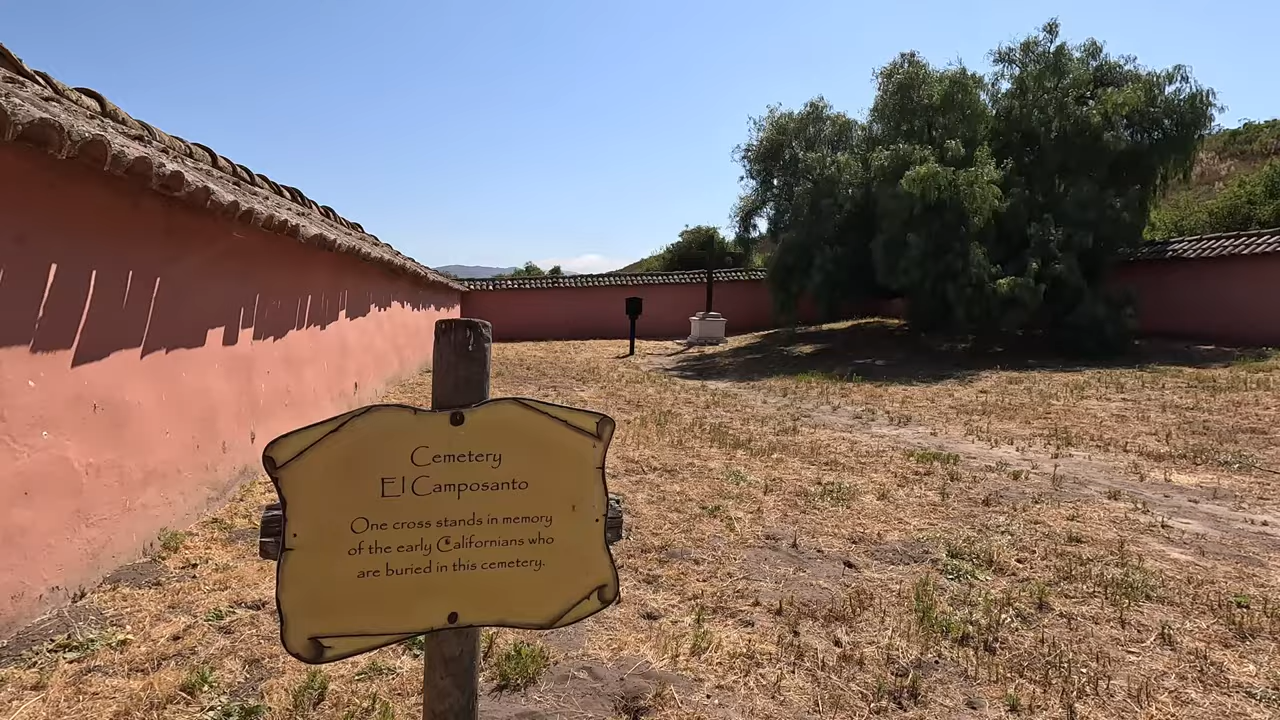 Cemetery
El Camposanto
One cross stands in memory
of the early Californians who
are buried in this cemetery.